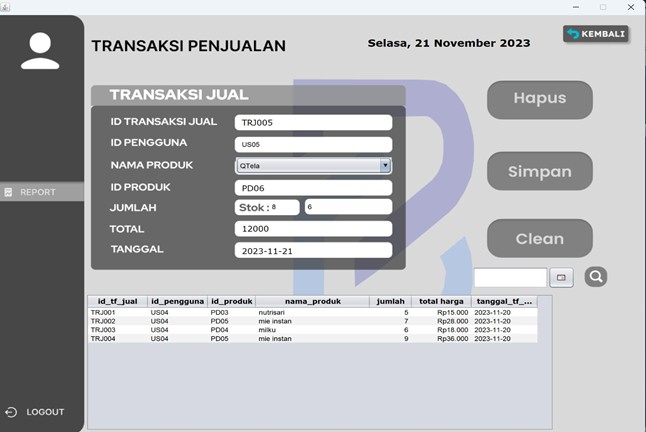 TRANSAKSI PENJUALAN
Selasa, 21 November 2023
KEMBALI
TRANSAKSI JUAL
ID TRANSAKSI JUAL TRJ005
ID PENGGUNA US05
NAMA PRODUK QTela
ID PRODUK PD06
JUMLAH Stok : 8 6
TOTAL 12000
TANGGAL 2023-11-21
Hapus
Simpan
Clean
REPORT
id_tf_jual id_pengguna id_produk nama_produk jumlah total harga tanggal_tf_...
TRJ001 US04 PD03 nutrisari 5 Rp15.000 2023-11-20
TRJ002 US04 PD05 mie instan 7 Rp28.000 2023-11-20
TRJ003 US04 PD04 milku 6 Rp18.000 2023-11-20
TRJ004 US04 PD05 mie instan 9 Rp36.000 2023-11-20
LOGOUT